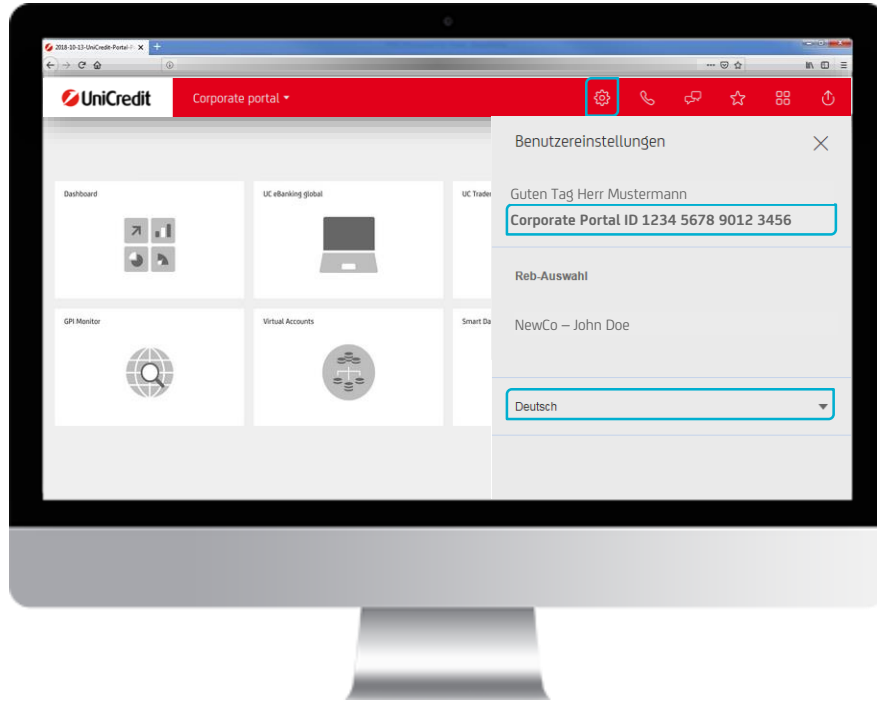 2018-10-13-UniCredit-Portal-P
UniCredit
Corporate portal
Benutzereinstellungen
Guten Tag Herr Mustermann
Corporate Portal ID 1234 5678 9012 3456
Reb-Auswahl
NewCo – John Doe
Deutsch
Dashboard
UC eBanking global
UC Trader
GPI Monitor
Virtual Accounts
Smart Da